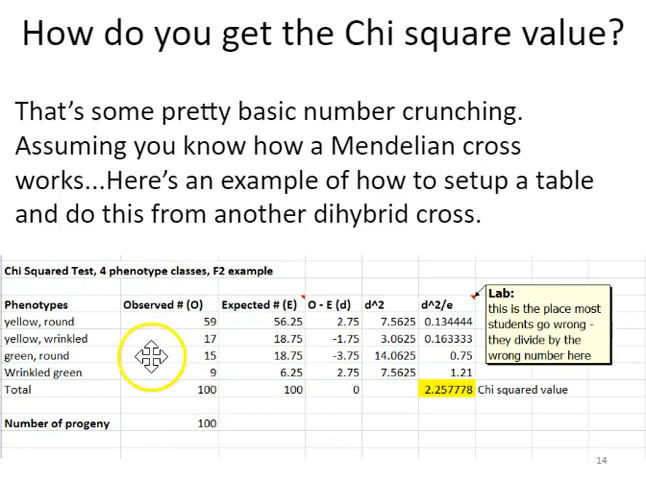 How do you get the Chi square value?
That's some pretty basic number crunching.
Assuming you know how a Mendelian cross
works...Here's an example of how to setup a table
and do this from another dihybrid cross.
Chi Squared Test, 4 phenotype classes, F2 example
Phenotypes Observed # (O) Expected # (E) O - E (d) d^2 d^2/e
yellow, round 59 56.25 2.75 7.5625 0.134444
yellow, wrinkled 17 18.75 -1.75 3.0625 0.163333
green, round 15 18.75 -3.75 14.0625 0.75
Wrinkled green 9 6.25 2.75 7.5625 1.21
Total 100 100 0 2.257778 Chi squared value
Number of progeny 100
Lab:
this is the place most
students go wrong -
they divide by the
wrong number here
14